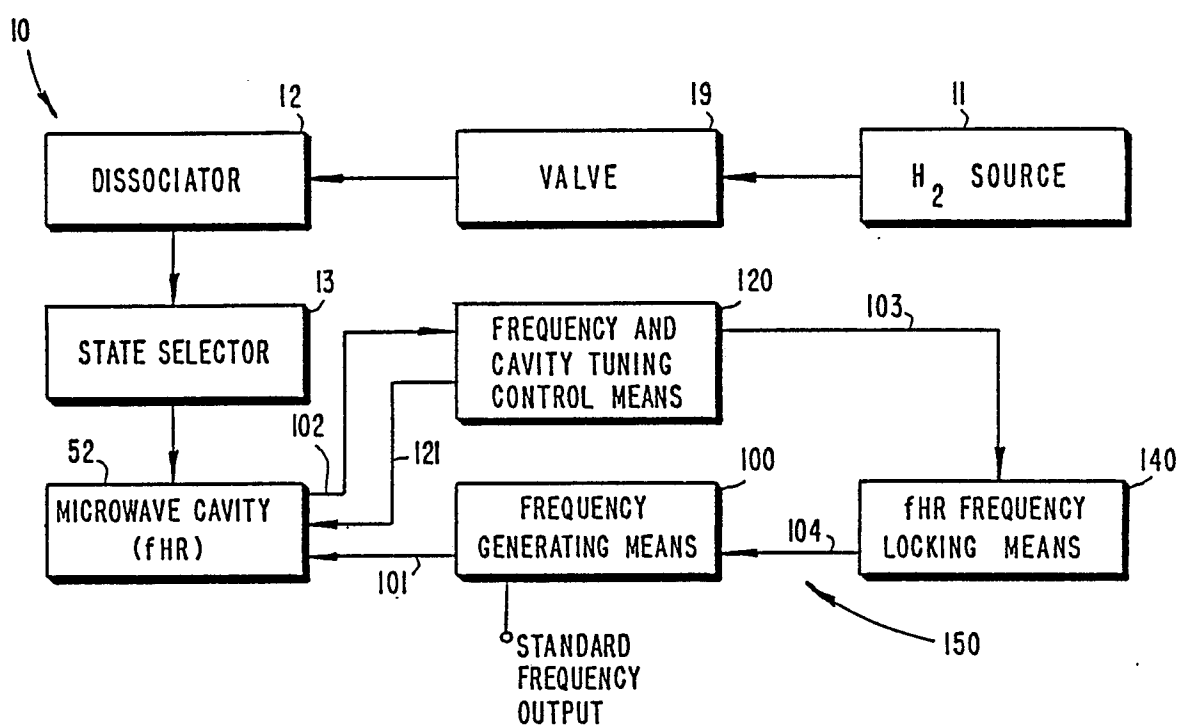 10
12
19
11
DISSOCIATOR
VALVE
H2 SOURCE
13
120
103
STATE SELECTOR
FREQUENCY AND
CAVITY TUNING
CONTROL MEANS
102
121
52
100
140
MICROWAVE CAVITY
(fHR)
FREQUENCY
GENERATING MEANS
fHR FREQUENCY
LOCKING MEANS
101
104
150
STANDARD
FREQUENCY
OUTPUT